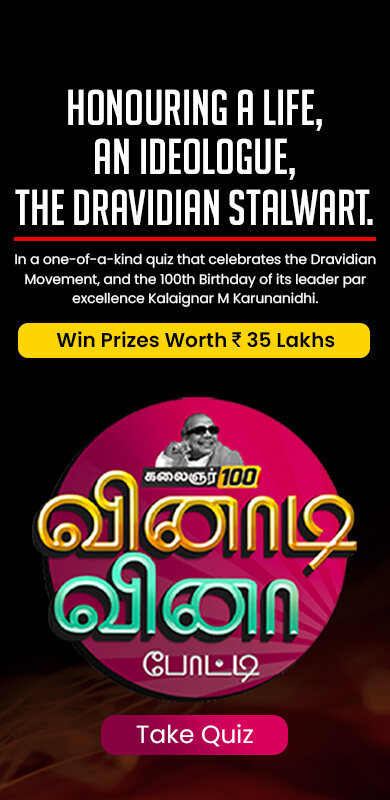 HONOURING A LIFE,
AN IDEOLOGUE,
THE DRAVIDIAN STALWART.
In a one-of-a-kind quiz that celebrates the Dravidian
Movement, and the 100th Birthday of its leader par
excellence Kalaignar M Karunanidhi.
Win Prizes Worth ₹ 35 Lakhs
கலைஞர் 100
வினாடி
வினா
போட்டி
Take Quiz